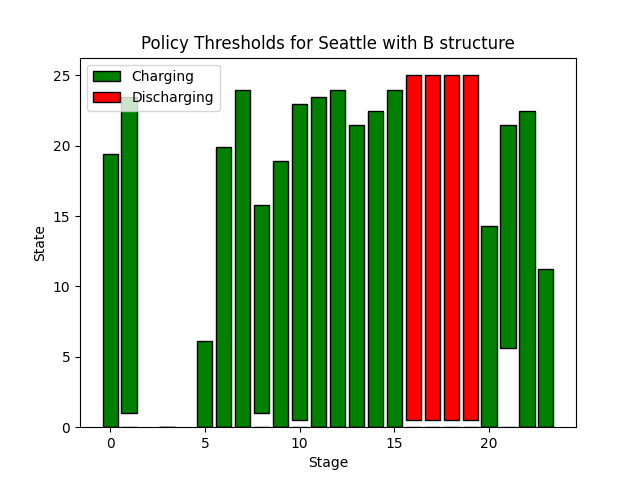 Policy Thresholds for Seattle with B structure
Charging
Discharging
25
20
15
10
5
0
State
0 5 10 15 20
Stage